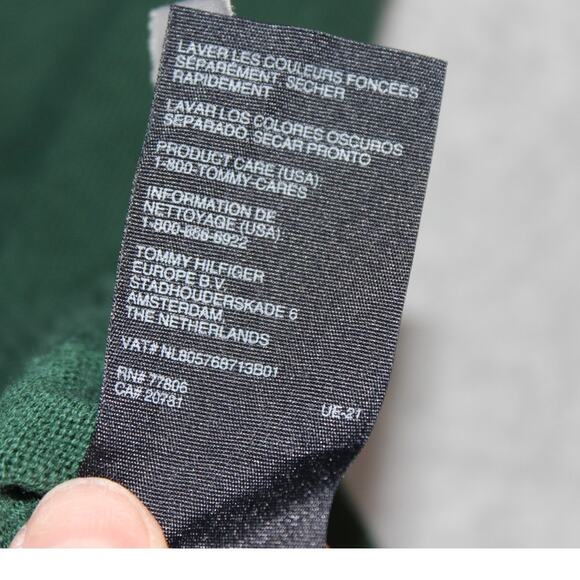 LAVER LES COULEURS FONCÉES
SÉPARÉMENT SÉCHER
RAPIDEMENT
LAVAR LOS COLORES OSCUROS
SEPARADO SECAR PRONTO
PRODUCT CARE (USA)
1-800-TOMMY-CARES
INFORMATION DE
NETTOYAGE (USA)
1-800-666-6922
TOMMY HILFIGER
EUROPE B.V.
STADHOUDERSKADE 6
AMSTERDAM,
THE NETHERLANDS
VAT# NL805768713B01
RN# 77806
CA# 20781
UE-21